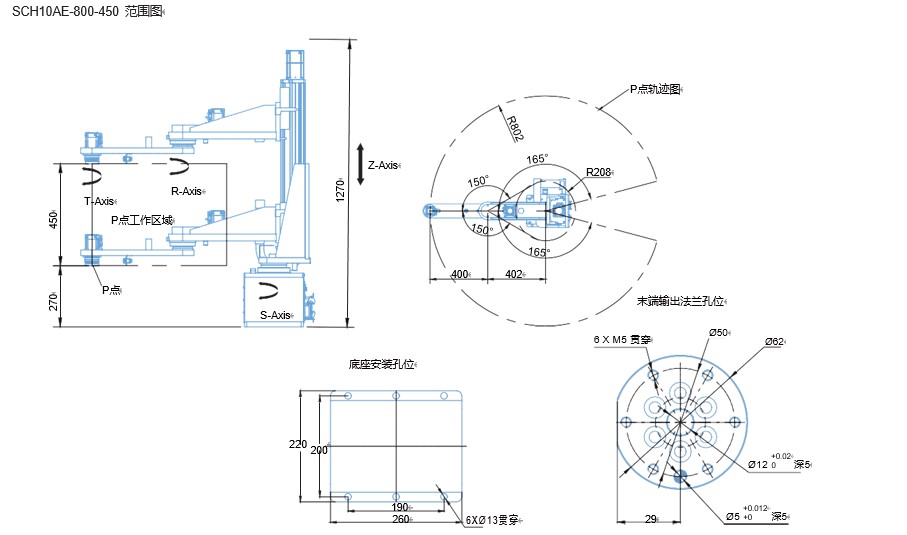 SCH10AE-800-450 范围图
P点轨迹图
R802
165°
R208
150°
150°
165°
400
402
Z-Axis
1270
T-Axis
R-Axis
P点工作区域
450
P点
270
S-Axis
末端输出法兰孔位
6 X M5 贯穿
Ø50
Ø62
Ø12 +0.02 0 深5
Ø5 +0.012 +0 深5
29
底座安装孔位
220
200
190
260
6XØ13贯穿